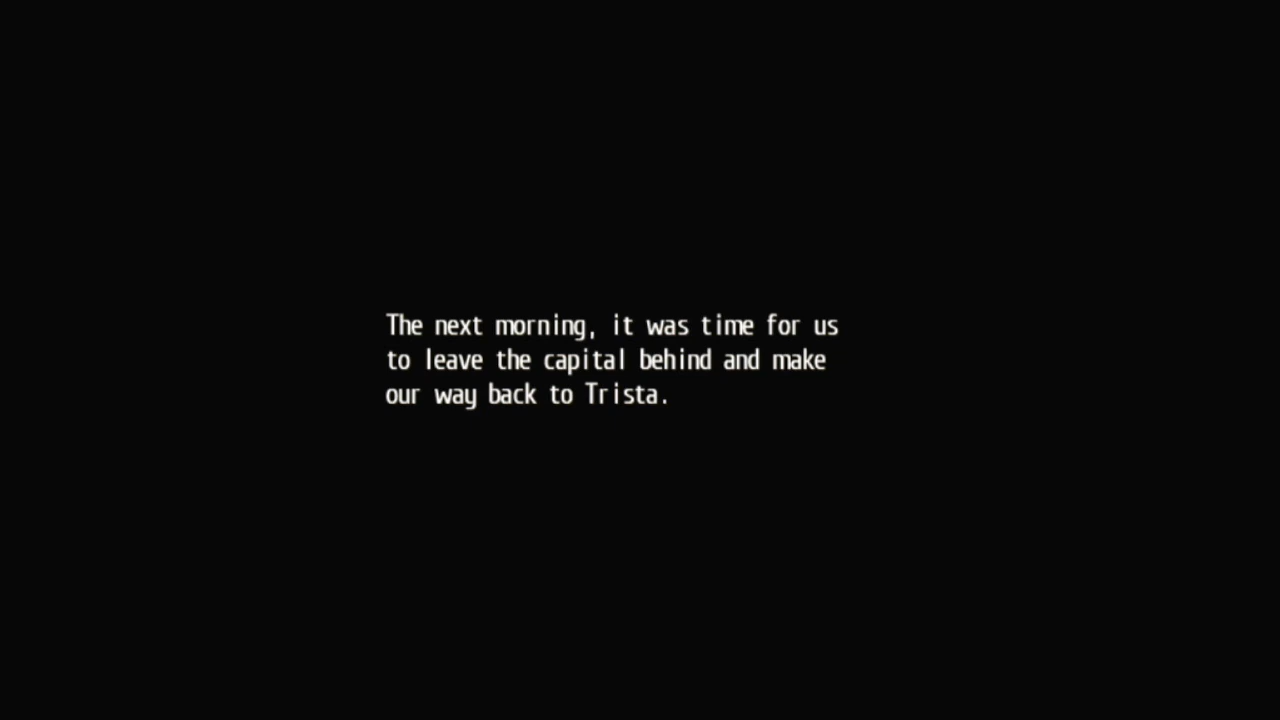 The next morning, it was time for us
to leave the capital behind and make
our way back to Trista.